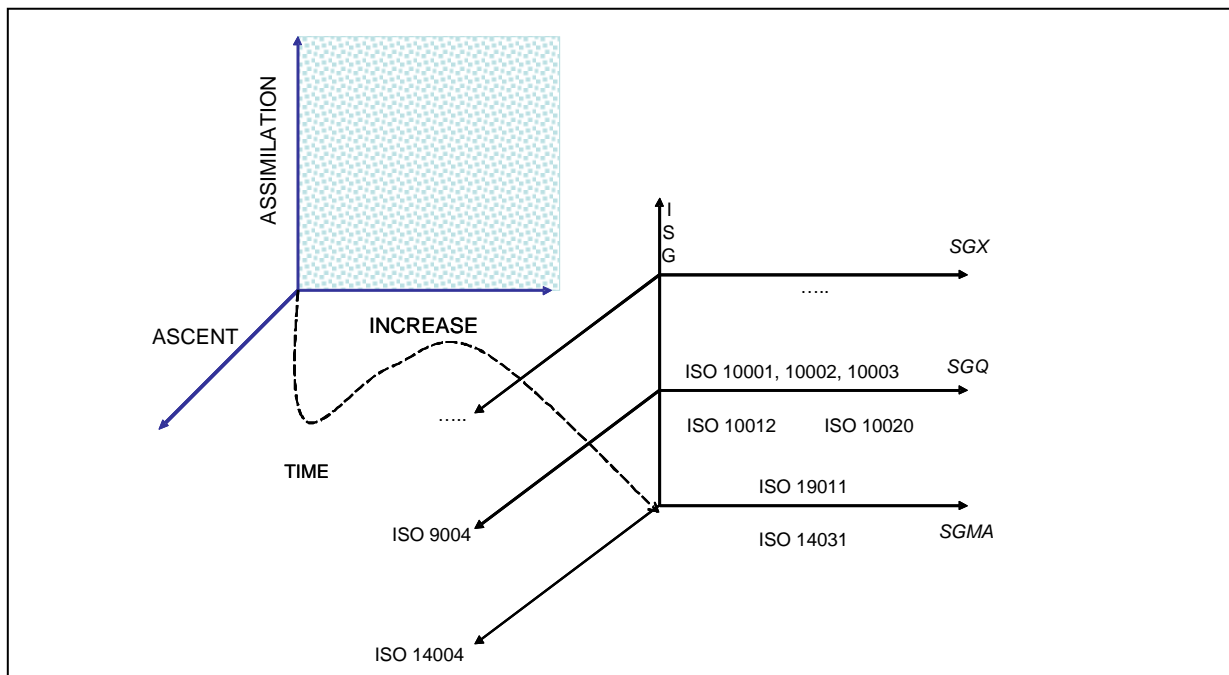 ASSIMILATION
I
S
G
SGX
…..
ASCENT
INCREASE
ISO 10001, 10002, 10003
SGQ
…..
ISO 10012 ISO 10020
TIME
ISO 19011
ISO 9004
SGMA
ISO 14031
ISO 14004